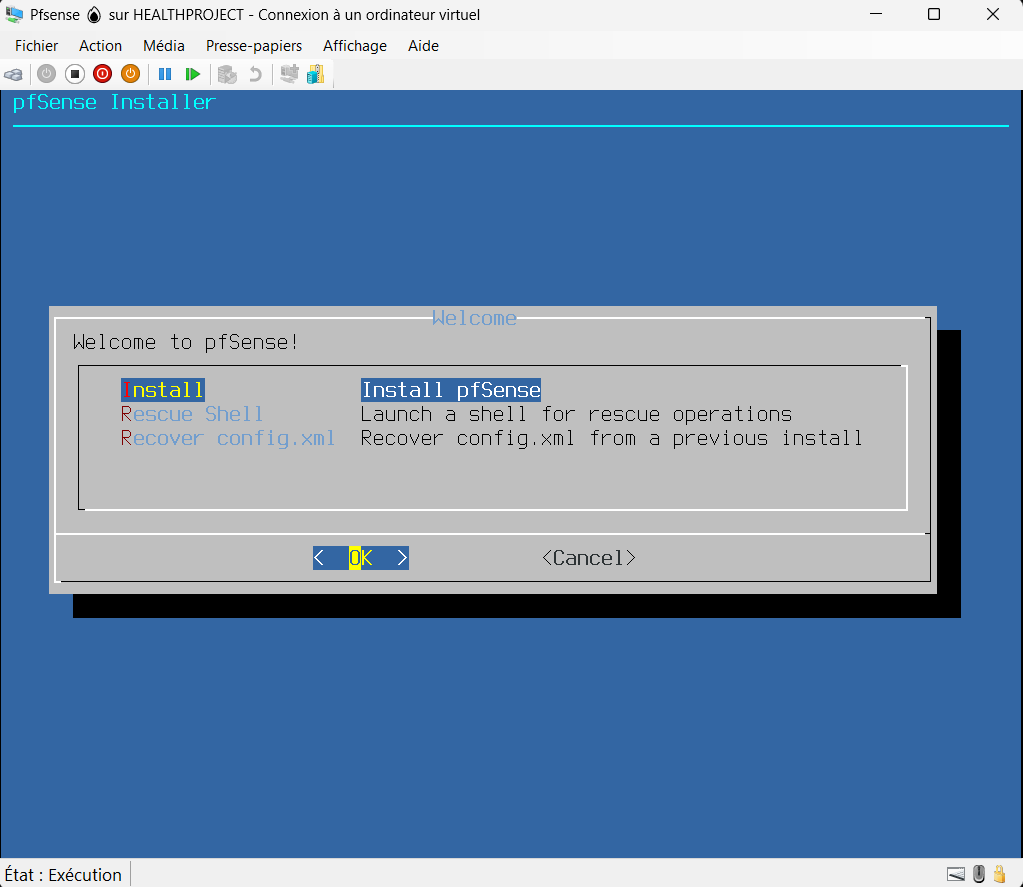 Pfsense sur HEALTHPROJECT - Connexion à un ordinateur virtuel
Fichier Action Média Presse-papiers Affichage Aide
pfSense Installer
Welcome
Welcome to pfSense!
Install Install pfSense
Rescue Shell Launch a shell for rescue operations
Recover config.xml Recover config.xml from a previous install
< OK > <Cancel>
État : Exécution